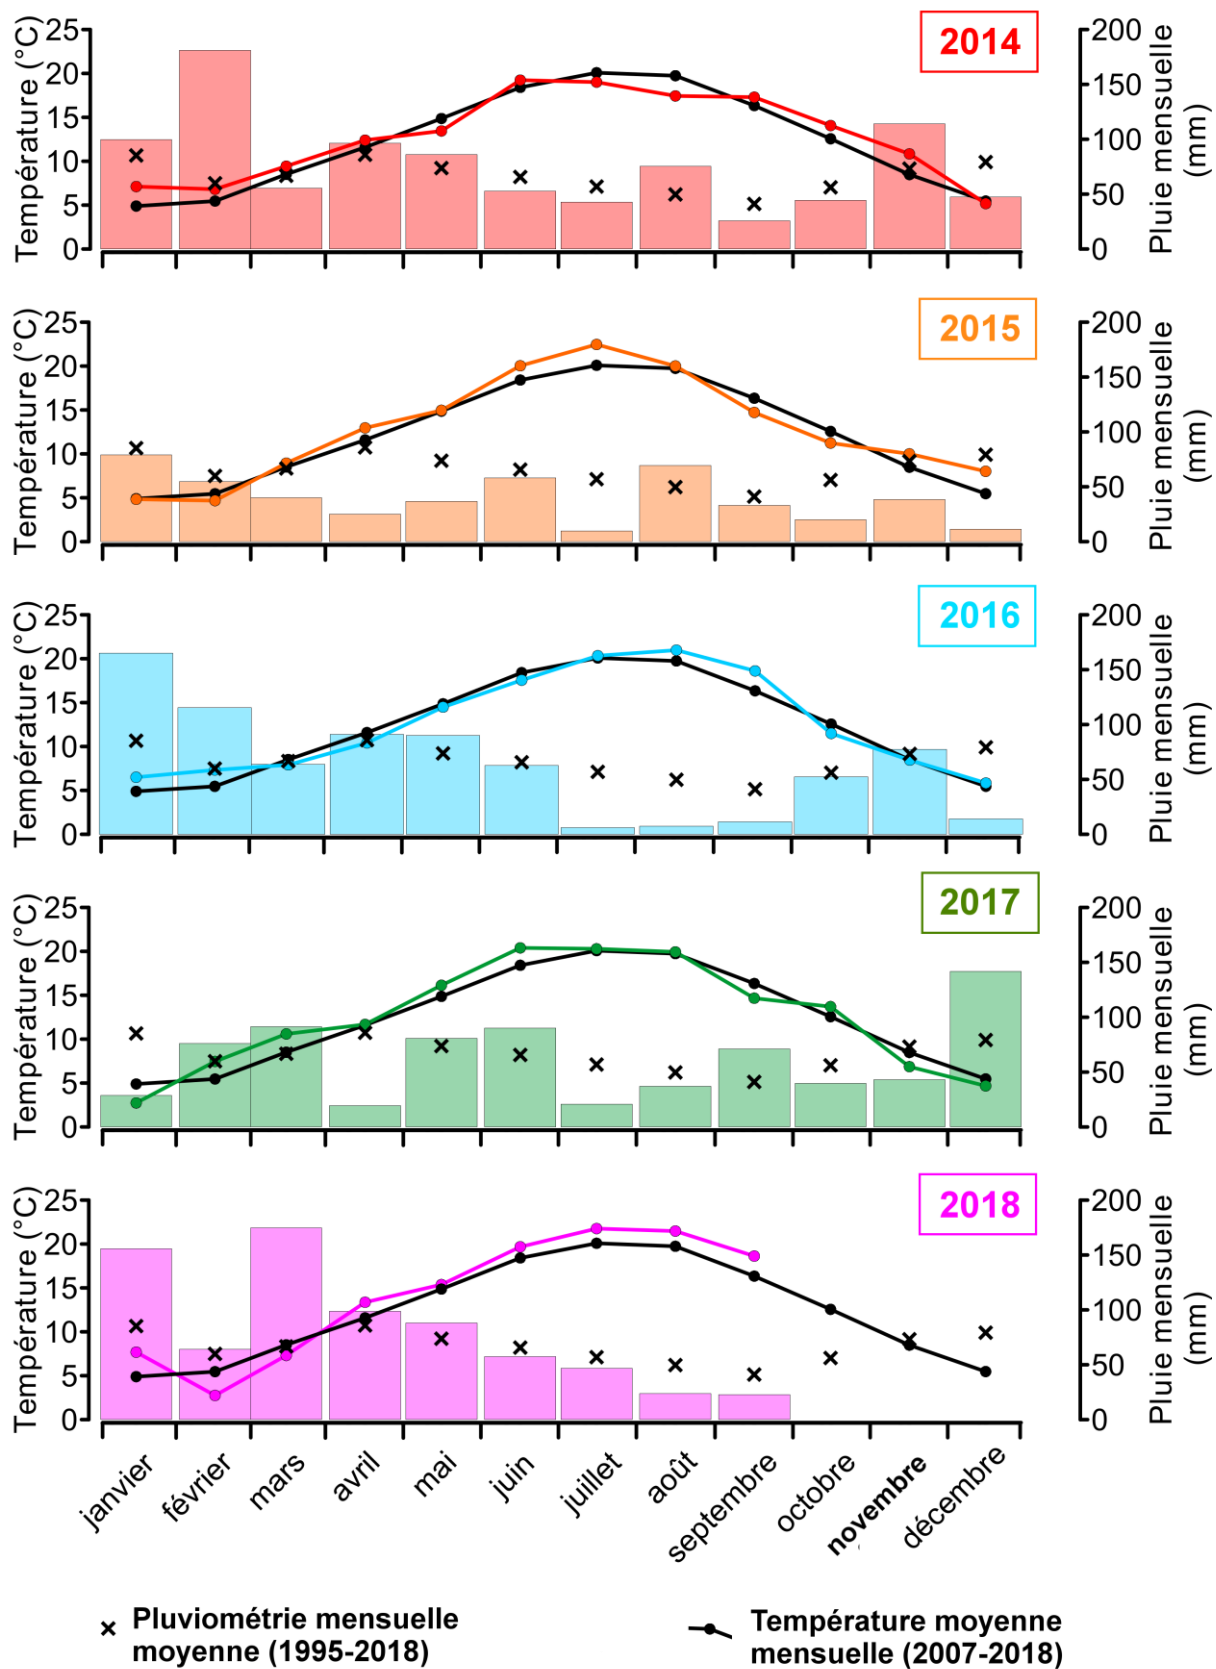 Température (°C)
25
20
15
10
5
0
2014
200
150
100
50
0
Pluie mensuelle
(mm)
Température (°C)
25
20
15
10
5
0
2015
200
150
100
50
0
Pluie mensuelle
(mm)
Température (°C)
25
20
15
10
5
0
2016
200
150
100
50
0
Pluie mensuelle
(mm)
Température (°C)
25
20
15
10
5
0
2017
200
150
100
50
0
Pluie mensuelle
(mm)
Température (°C)
25
20
15
10
5
0
2018
200
150
100
50
0
Pluie mensuelle
(mm)
janvier
février
mars
avril
mai
juin
juillet
août
septembre
octobre
novembre
décembre
Pluviométrie mensuelle
moyenne (1995-2018)
Température moyenne
mensuelle (2007-2018)